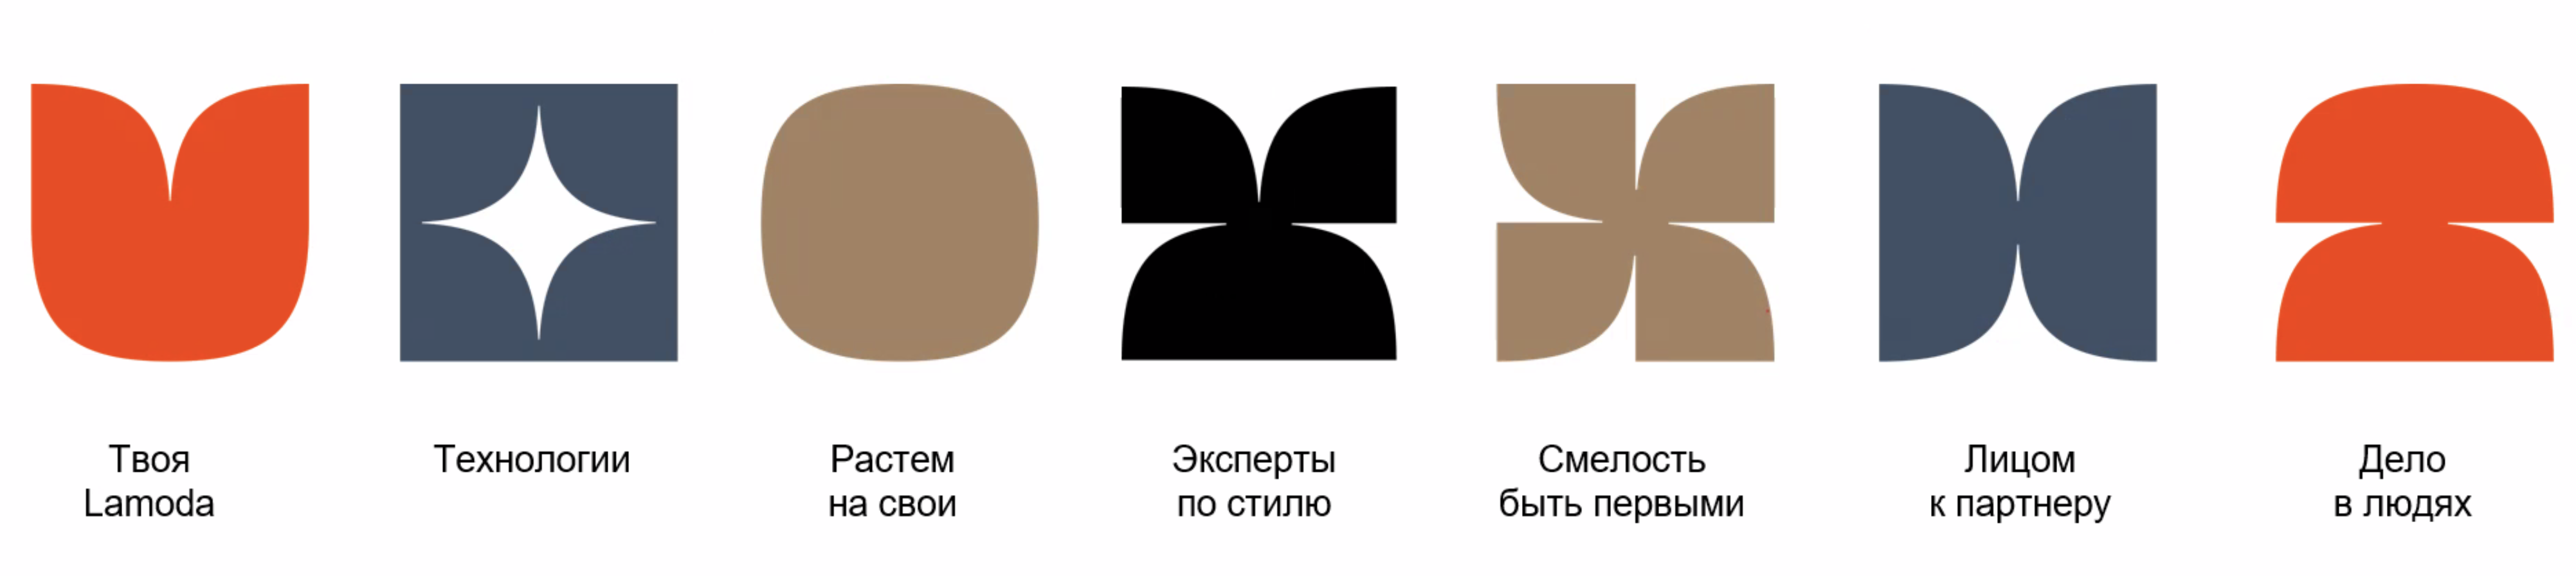 Твоя
Lamoda
Технологии
Растем
на свои
Эксперты
по стилю
Смелость
быть первыми
Лицом
к партнеру
Дело
в людях